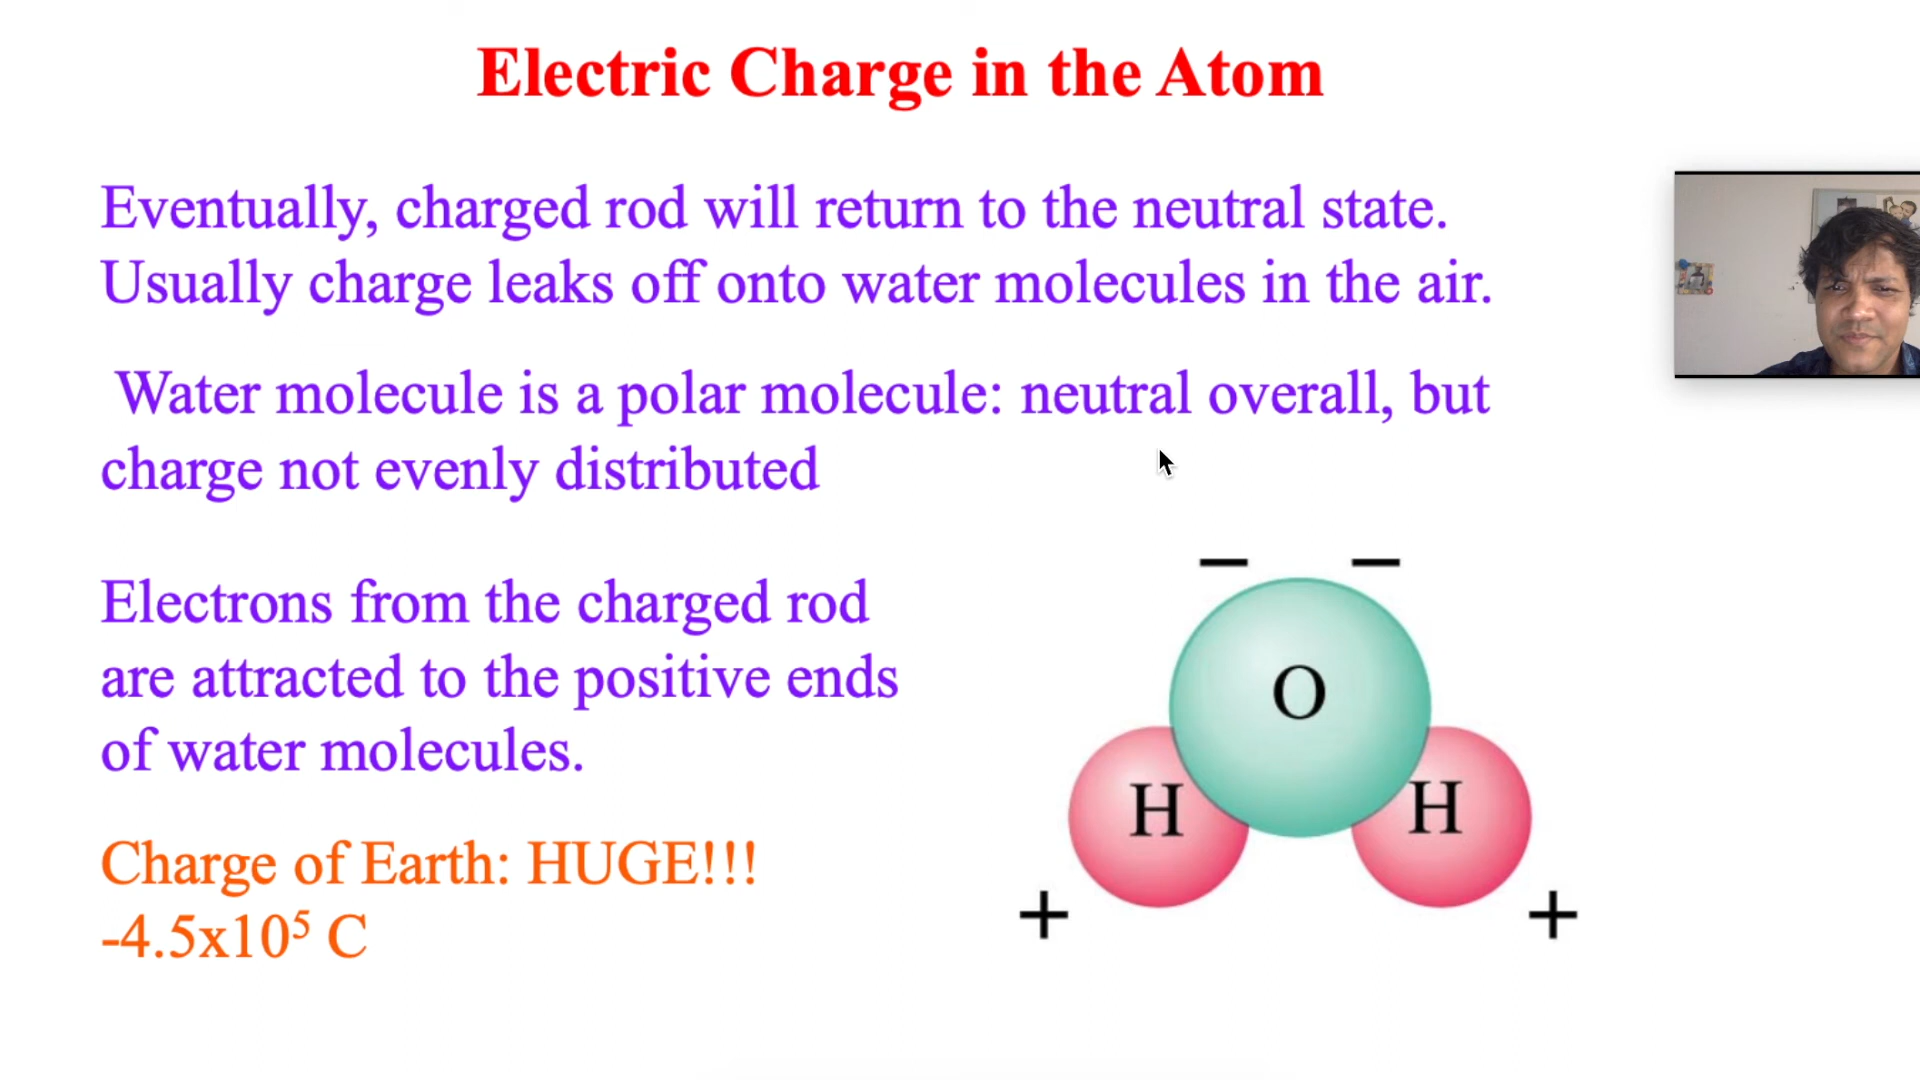 Electric Charge in the Atom
Eventually, charged rod will return to the neutral state.
Usually charge leaks off onto water molecules in the air.
Water molecule is a polar molecule: neutral overall, but
charge not evenly distributed
Electrons from the charged rod
are attracted to the positive ends
of water molecules.
Charge of Earth: HUGE!!!
-4.5x10⁵ C
– –
O
H H
+ +